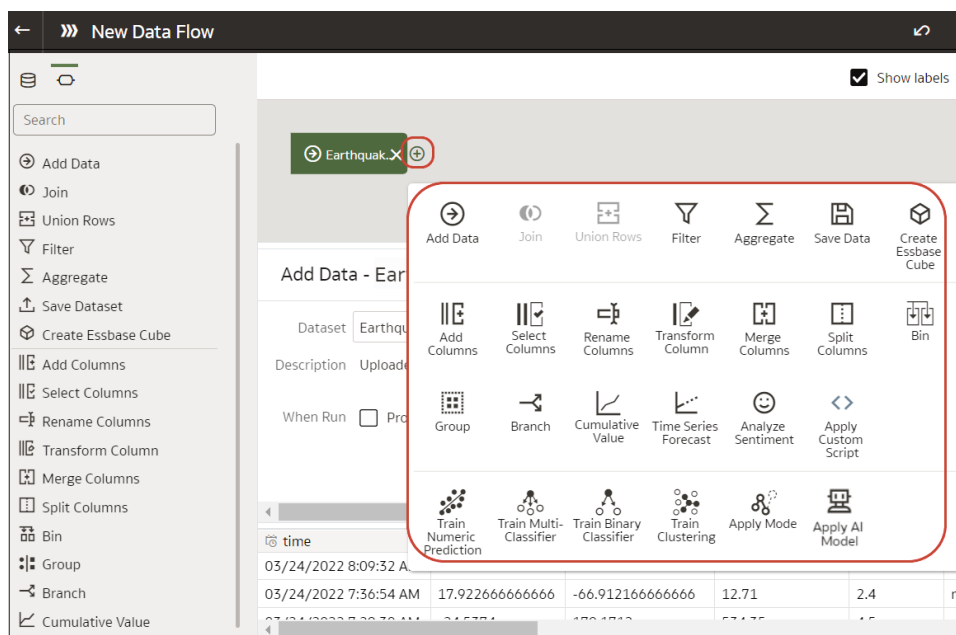 New Data Flow
Show labels
Search
Add Data
Join
Union Rows
Filter
Aggregate
Save Dataset
Create Essbase Cube
Add Columns
Select Columns
Rename Columns
Transform Column
Merge Columns
Split Columns
Bin
Group
Branch
Cumulative Value
Earthquak..
Add Data Join Union Rows Filter Aggregate Save Data Create
Essbase
Cube
Add Select Rename Transform Merge Split Bin
Columns Columns Columns Column Columns Columns
Group Branch Cumulative Time Series Analyze Apply
Value Forecast Sentiment Custom
Script
Train Train Multi- Train Binary Train Apply Mode Apply AI
Numeric Classifier Classifier Clustering Model
Prediction
Add Data - Ear
Dataset Earthqu
Description Uploade
When Run Pro
time
03/24/2022 8:09:32 A
03/24/2022 7:36:54 AM 17.922666666666 -66.912166666666 12.71 2.4